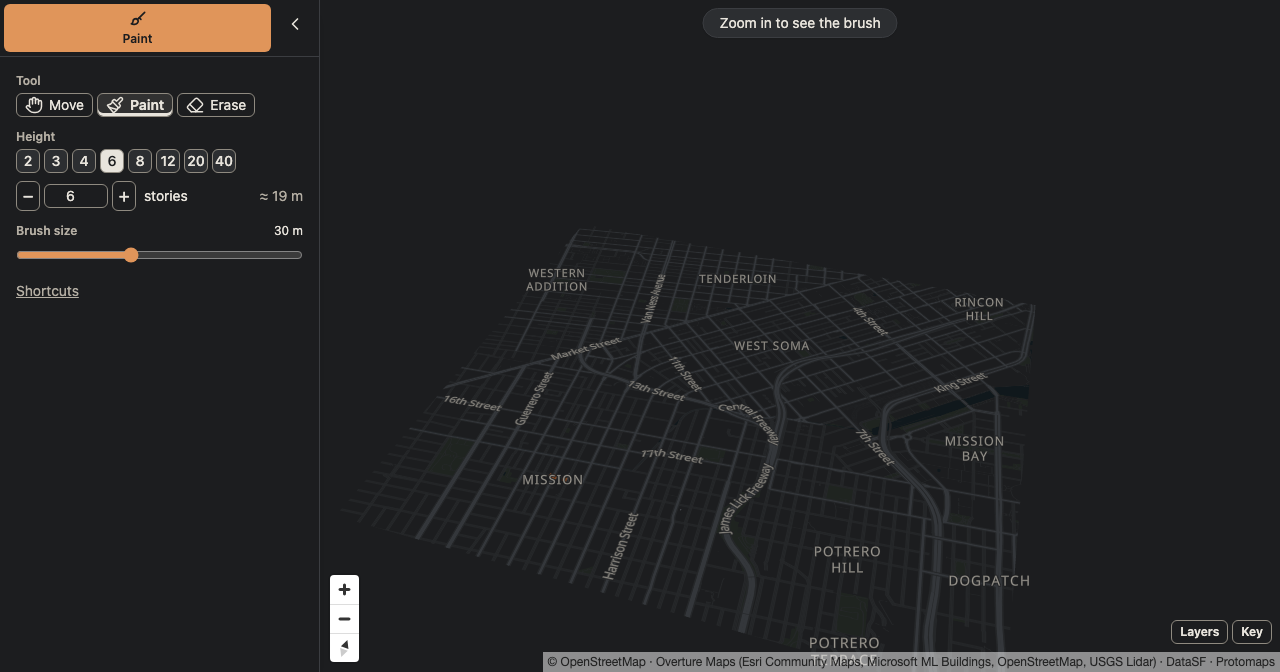 Paint
Zoom in to see the brush
Tool
Move Paint Erase
Height
2 3 4 6 8 12 20 40
− 6 + stories ≈ 19 m
Brush size 30 m
Shortcuts
WESTERN
ADDITION
Van Ness Avenue
TENDERLOIN
RINCON
HILL
4th Street
WEST SOMA
Market Street
11th Street
13th Street
King Street
Guerrero Street
16th Street
Central Freeway
7th Street
MISSION
BAY
17th Street
MISSION
James Lick Freeway
Harrison Street
POTRERO
HILL
DOGPATCH
POTRERO
TERRACE
+
−
Layers Key
© OpenStreetMap · Overture Maps (Esri Community Maps, Microsoft ML Buildings, OpenStreetMap, USGS Lidar) · DataSF · Protomaps